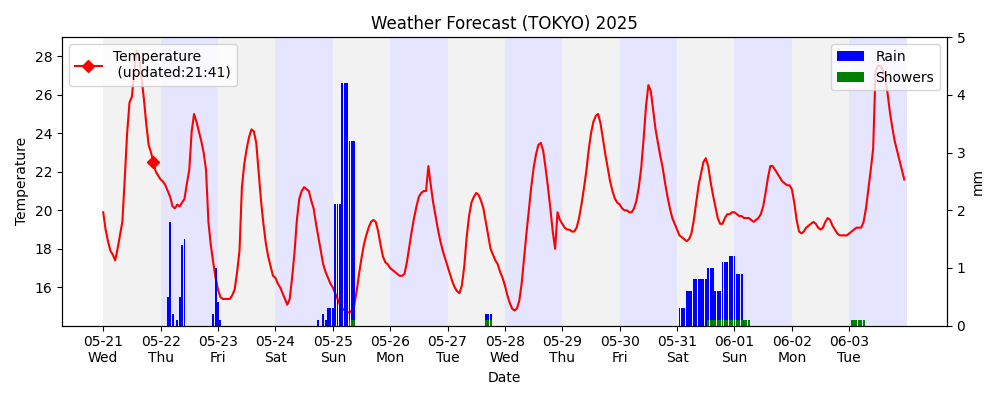 Weather Forecast (TOKYO) 2025
Temperature
(updated:21:41)
Rain
Showers
Temperature
28
26
24
22
20
18
16
5
4
3
2
1
0
mm
05-21 05-22 05-23 05-24 05-25 05-26 05-27 05-28 05-29 05-30 05-31 06-01 06-02 06-03
Wed Thu Fri Sat Sun Mon Tue Wed Thu Fri Sat Sun Mon Tue
Date